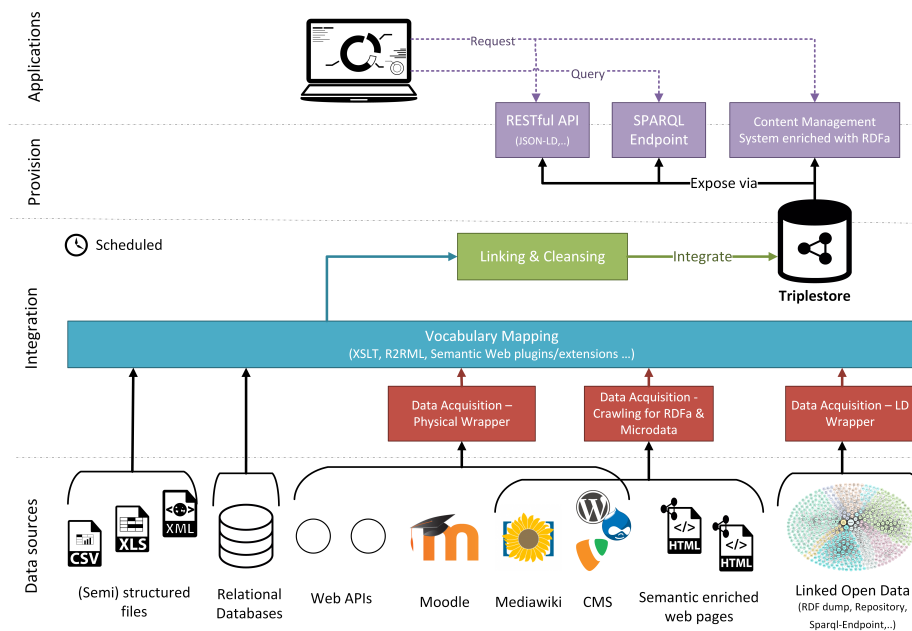 Applications
Request
Query
RESTful API
(JSON-LD,..)
SPARQL
Endpoint
Content Management
System enriched with RDFa
Provision
Expose via
Scheduled
Linking & Cleansing
Integrate
Triplestore
Integration
Vocabulary Mapping
(XSLT, R2RML, Semantic Web plugins/extensions ...)
Data Acquisition –
Physical Wrapper
Data Acquisition -
Crawling for RDFa &
Microdata
Data Acquisition – LD
Wrapper
Data sources
CSV
XLS
XML
HTML
HTML
(Semi) structured
files
Relational
Databases
Web APIs
Moodle
Mediawiki
CMS
Semantic enriched
web pages
Linked Open Data
(RDF dump, Repository,
Sparql-Endpoint,..)